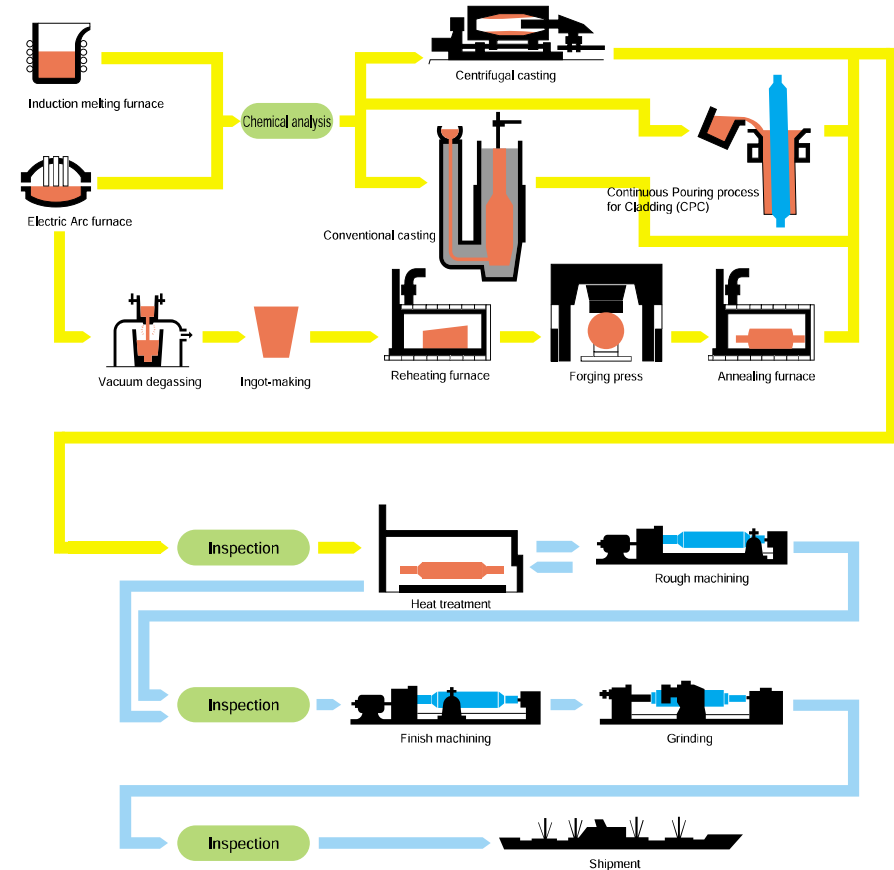 Centrifugal casting
Induction melting furnace
Chemical analysis
Continuous Pouring process
for Cladding (CPC)
Electric Arc furnace
Conventional casting
Vacuum degassing
Ingot-making
Reheating furnace
Forging press
Annealing furnace
Inspection
Heat treatment
Rough machining
Inspection
Finish machining
Grinding
Inspection
Shipment